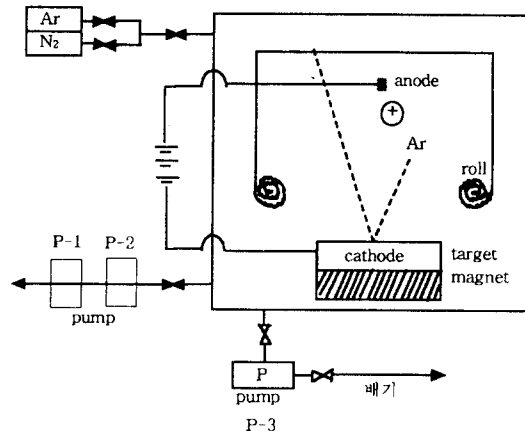 Ar
N₂
anode
+
Ar
roll
P-1 P-2
cathode target
magnet
pump
P
pump
배기
P-3